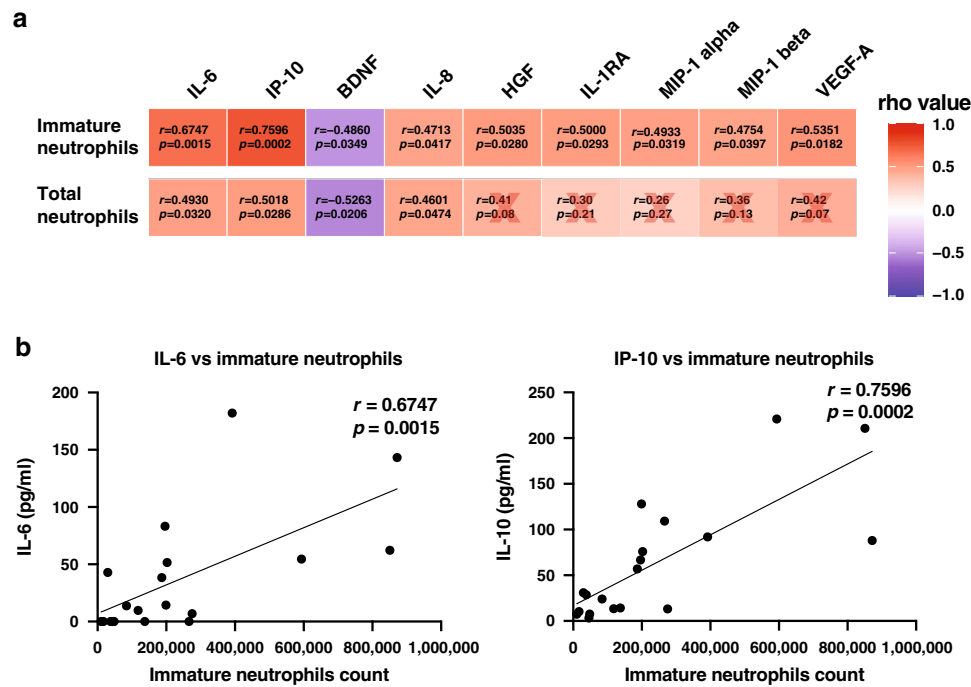 a
IL-6 IP-10 BDNF IL-8 HGF IL-1RA MIP-1 alpha MIP-1 beta VEGF-A
rho value
Immature neutrophils
r=0.6747 p=0.0015
r=0.7596 p=0.0002
r=−0.4860 p=0.0349
r=0.4713 p=0.0417
r=0.5035 p=0.0280
r=0.5000 p=0.0293
r=0.4933 p=0.0319
r=0.4754 p=0.0397
r=0.5351 p=0.0182
Total neutrophils
r=0.4930 p=0.0320
r=0.5018 p=0.0286
r=−0.5263 p=0.0206
r=0.4601 p=0.0474
r=0.41 p=0.08
r=0.30 p=0.21
r=0.26 p=0.27
r=0.36 p=0.13
r=0.42 p=0.07
1.0
0.5
0.0
−0.5
−1.0
b
IL-6 vs immature neutrophils
r = 0.6747
p = 0.0015
IL-6 (pg/ml)
200
150
100
50
0
0 200,000 400,000 600,000 800,000 1,000,000
Immature neutrophils count
IP-10 vs immature neutrophils
r = 0.7596
p = 0.0002
IL-10 (pg/ml)
250
200
150
100
50
0
0 200,000 400,000 600,000 800,000 1,000,000
Immature neutrophils count